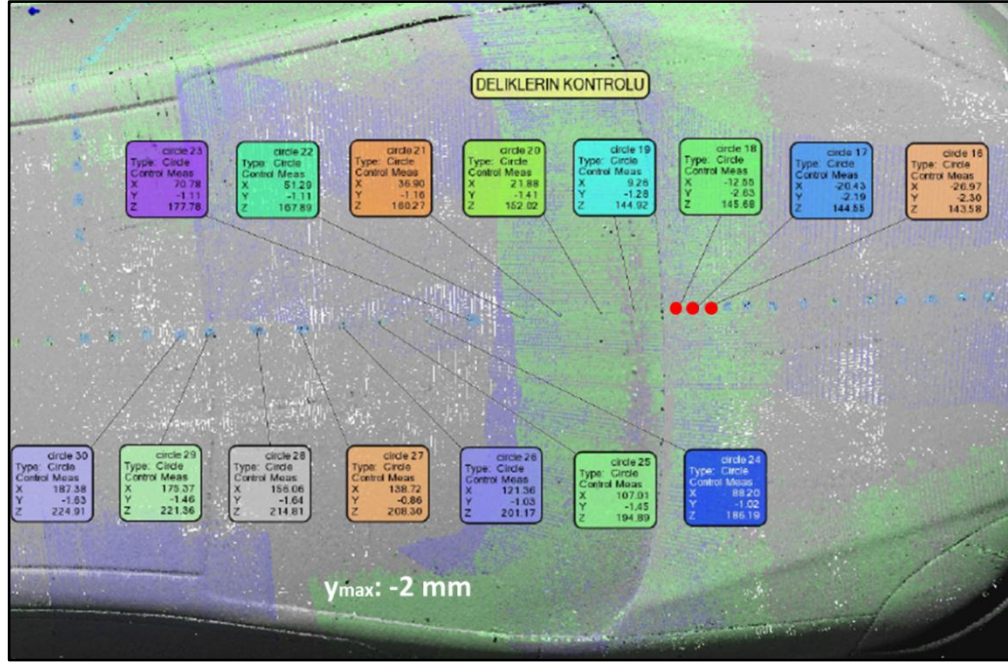 DELIKLERIN KONTROLU
circle 23
Type: Circle
Control Meas
X 70.78
Y -1.11
Z 177.78
circle 22
Type: Circle
Control Meas
X 51.29
Y -1.11
Z 167.89
circle 21
Type: Circle
Control Meas
X 36.90
Y -1.16
Z 160.27
circle 20
Type: Circle
Control Meas
X 21.88
Y -1.41
Z 152.02
circle 19
Type: Circle
Control Meas
X 9.26
Y -1.28
Z 144.92
circle 18
Type: Circle
Control Meas
X -12.55
Y -2.63
Z 145.68
circle 17
Type: Circle
Control Meas
X -20.43
Y -2.19
Z 144.55
circle 16
Type: Circle
Control Meas
X -26.97
Y -2.30
Z 143.58
circle 30
Type: Circle
Control Meas
X 187.38
Y -1.63
Z 224.91
circle 29
Type: Circle
Control Meas
X 175.37
Y -1.46
Z 221.36
circle 28
Type: Circle
Control Meas
X 156.06
Y -1.64
Z 214.81
circle 27
Type: Circle
Control Meas
X 138.72
Y -0.86
Z 208.30
circle 26
Type: Circle
Control Meas
X 121.36
Y -1.03
Z 201.17
circle 25
Type: Circle
Control Meas
X 107.01
Y -1.45
Z 194.89
circle 24
Type: Circle
Control Meas
X 88.20
Y -1.02
Z 186.19
ymax: -2 mm